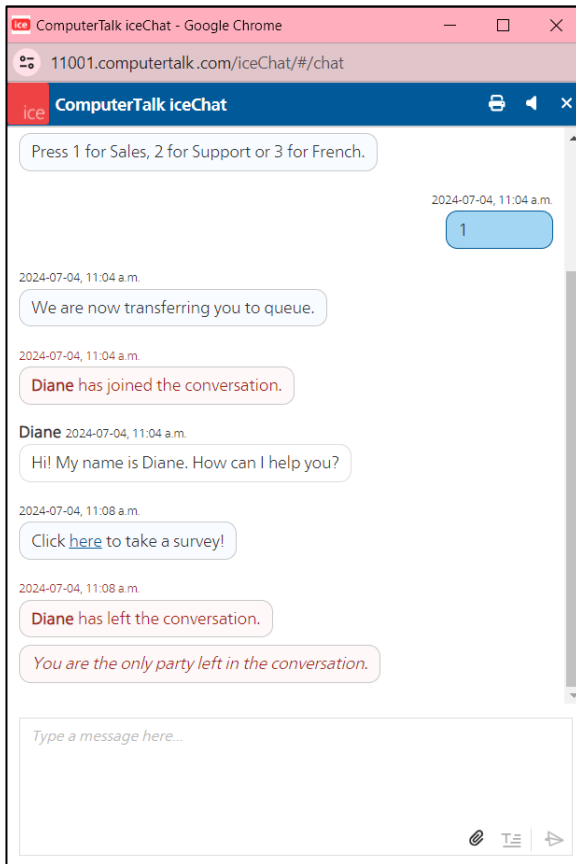 ice ComputerTalk iceChat - Google Chrome
11001.computertalk.com/iceChat/#/chat
ice ComputerTalk iceChat
Press 1 for Sales, 2 for Support or 3 for French.
2024-07-04, 11:04 a.m.
1
2024-07-04, 11:04 a.m.
We are now transferring you to queue.
2024-07-04, 11:04 a.m.
Diane has joined the conversation.
Diane 2024-07-04, 11:04 a.m.
Hi! My name is Diane. How can I help you?
2024-07-04, 11:08 a.m.
Click here to take a survey!
2024-07-04, 11:08 a.m.
Diane has left the conversation.
You are the only party left in the conversation.
Type a message here...